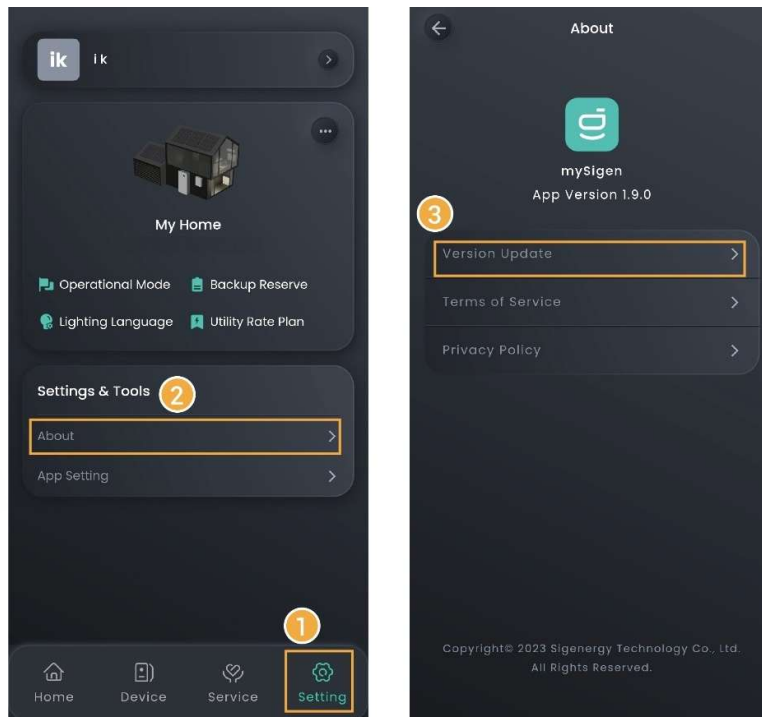 ik i k
My Home
Operational Mode Backup Reserve
Lighting Language Utility Rate Plan
Settings & Tools 2
About
App Setting
1
Home Device Service Setting
About
mySigen
App Version 1.9.0
3
Version Update
Terms of Service
Privacy Policy
Copyright© 2023 Sigenergy Technology Co., Ltd.
All Rights Reserved.